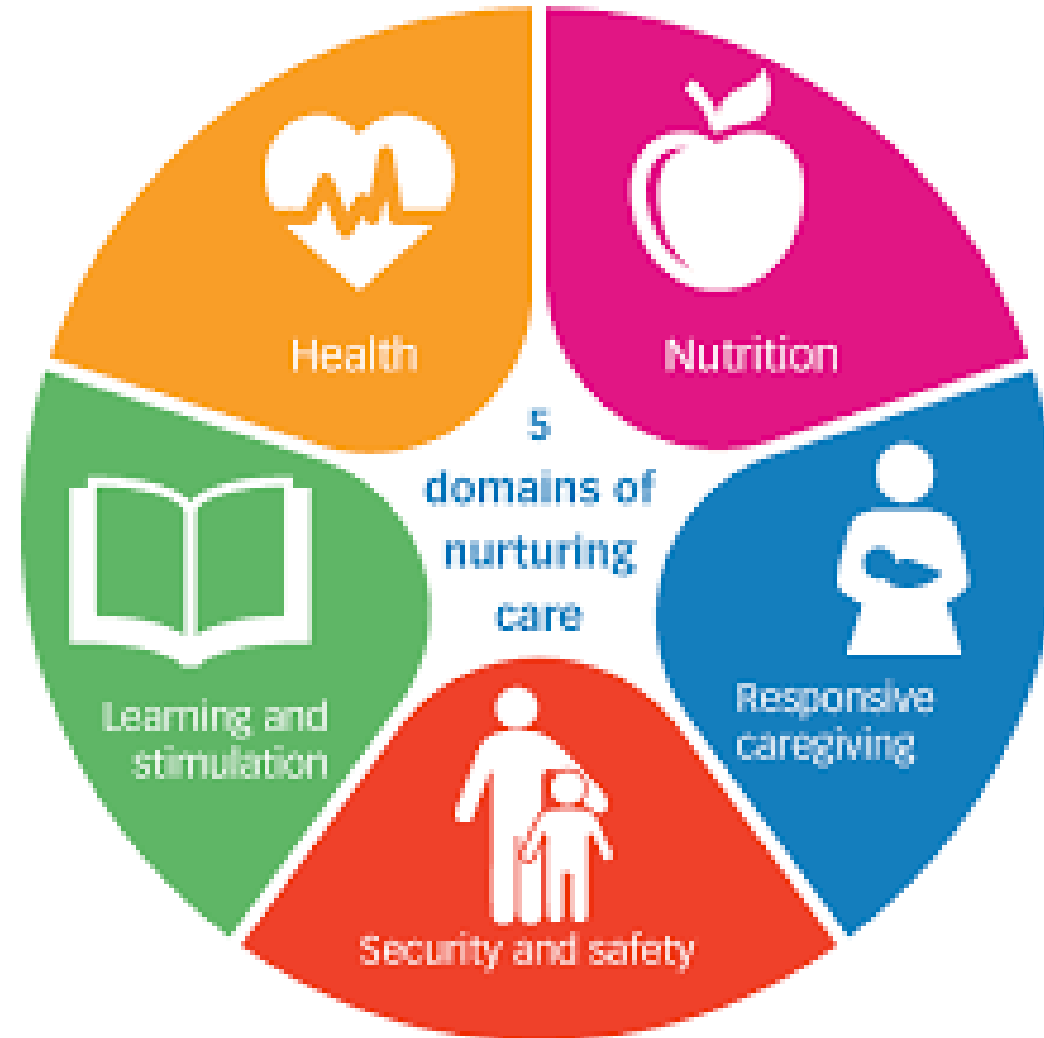 Health
Nutrition
5
domains of
nurturing
care
Learning and
stimulation
Responsive
caregiving
Security and safety